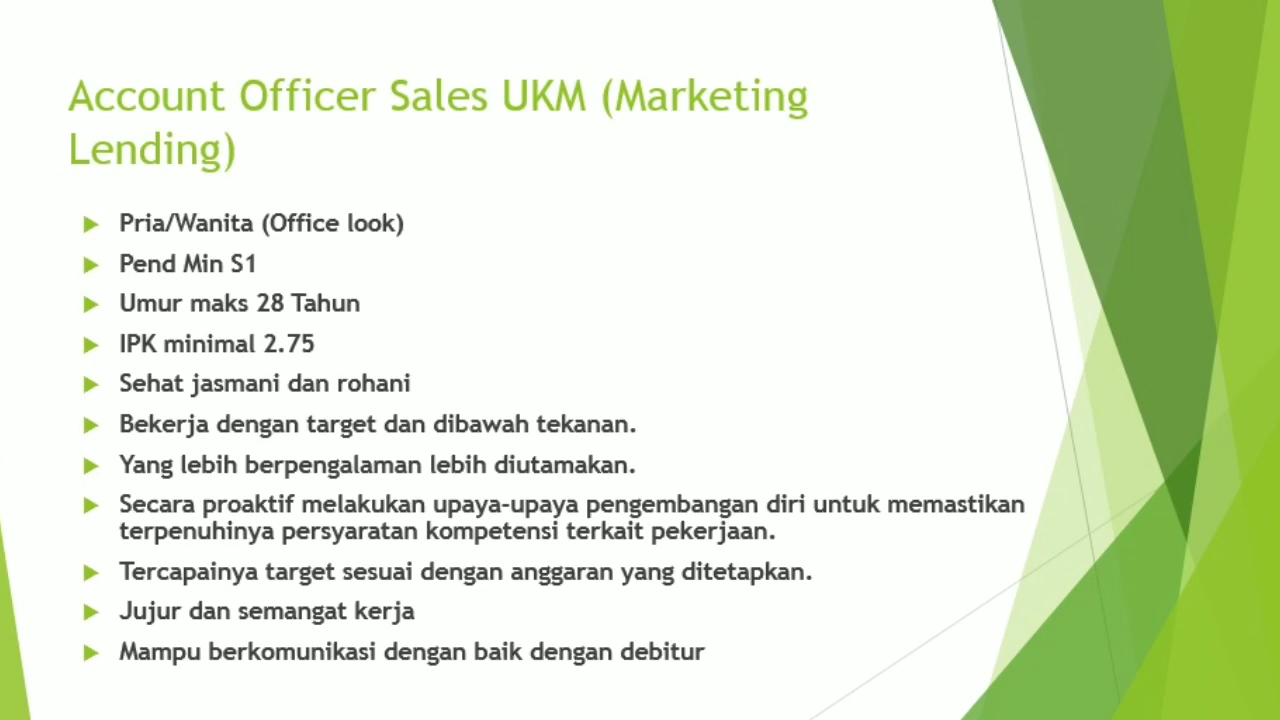 Account Officer Sales UKM (Marketing
Lending)
Pria/Wanita (Office look)
Pend Min S1
Umur maks 28 Tahun
IPK minimal 2.75
Sehat jasmani dan rohani
Bekerja dengan target dan dibawah tekanan.
Yang lebih berpengalaman lebih diutamakan.
Secara proaktif melakukan upaya-upaya pengembangan diri untuk memastikan
terpenuhinya persyaratan kompetensi terkait pekerjaan.
Tercapainya target sesuai dengan anggaran yang ditetapkan.
Jujur dan semangat kerja
Mampu berkomunikasi dengan baik dengan debitur